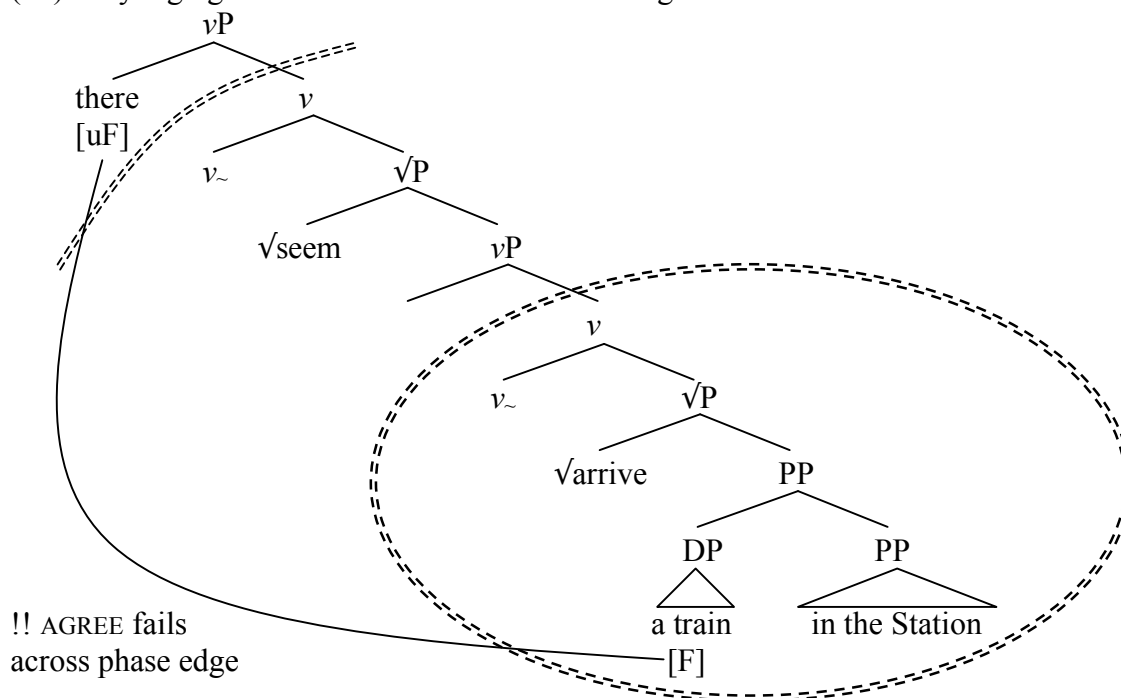 vP
there
v
[uF]
v~
√P
√seem
vP
v
v~
√P
√arrive
PP
DP
PP
a train
in the Station
!! AGREE fails
across phase edge
[F]